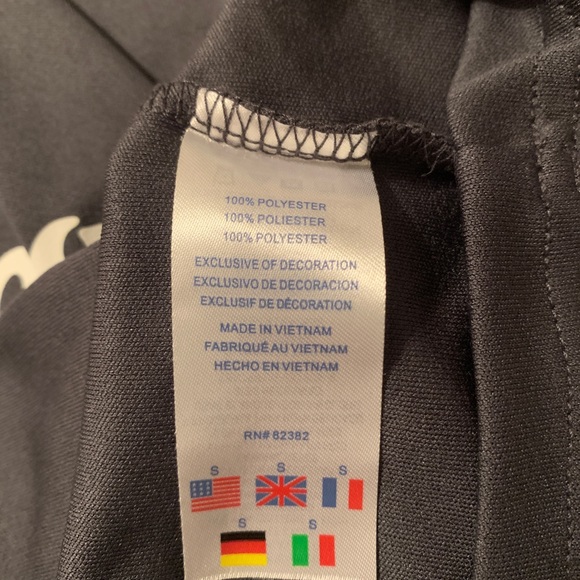 100% POLYESTER
100% POLIESTER
100% POLYESTER
EXCLUSIVE OF DECORATION
EXCLUSIVO DE DECORACION
EXCLUSIF DE DÉCORATION
MADE IN VIETNAM
FABRIQUÉ AU VIETNAM
HECHO EN VIETNAM
RN# 62382
S S S
S S